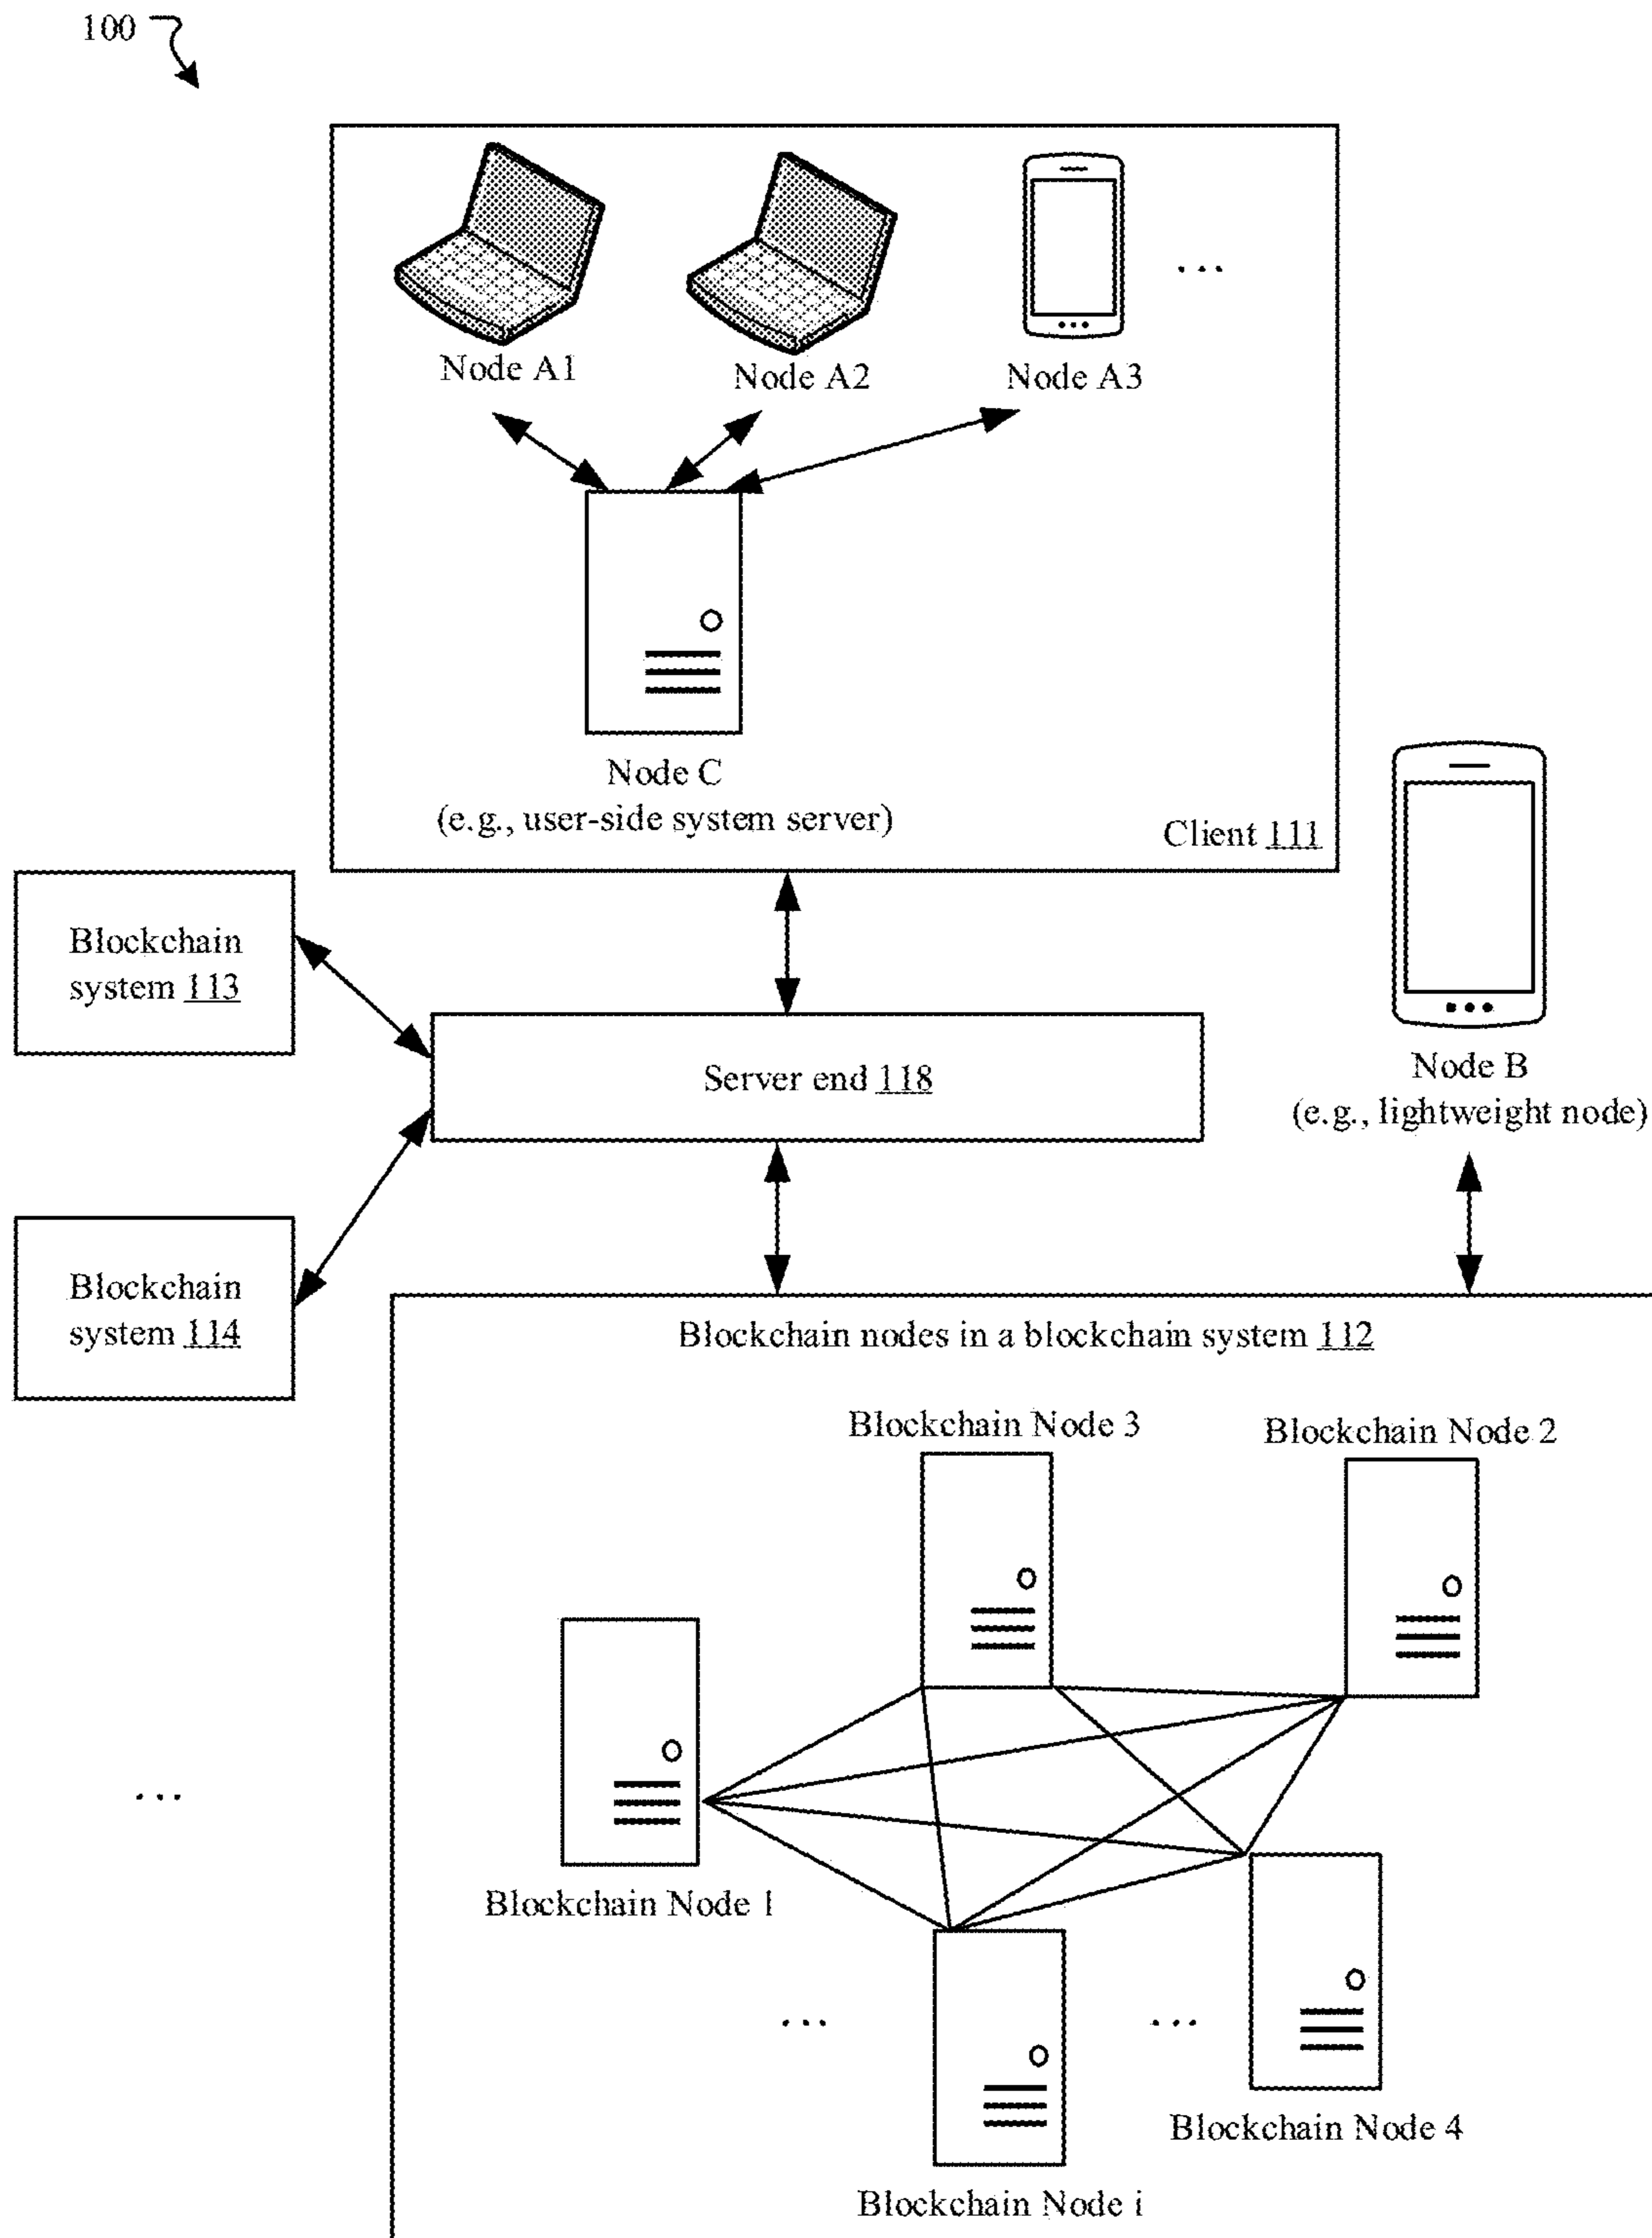 100
Node A1
Node A2
Node A3
...
Node C
(e.g., user-side system server)
Client 111
Blockchain
system 113
Server end 118
Node B
(e.g., lightweight node)
Blockchain
system 114
Blockchain nodes in a blockchain system 112
Blockchain Node 3
Blockchain Node 2
...
Blockchain Node 1
...
...
Blockchain Node 4
Blockchain Node i